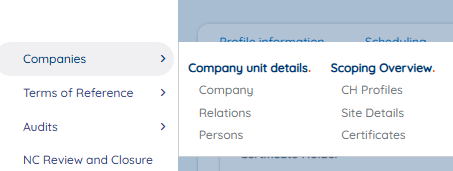 Companies
Terms of Reference
Audits
NC Review and Closure
Profile information
Scheduling
Company unit details.
Company
Relations
Persons
Scoping Overview.
CH Profiles
Site Details
Certificates
Certificate Holder